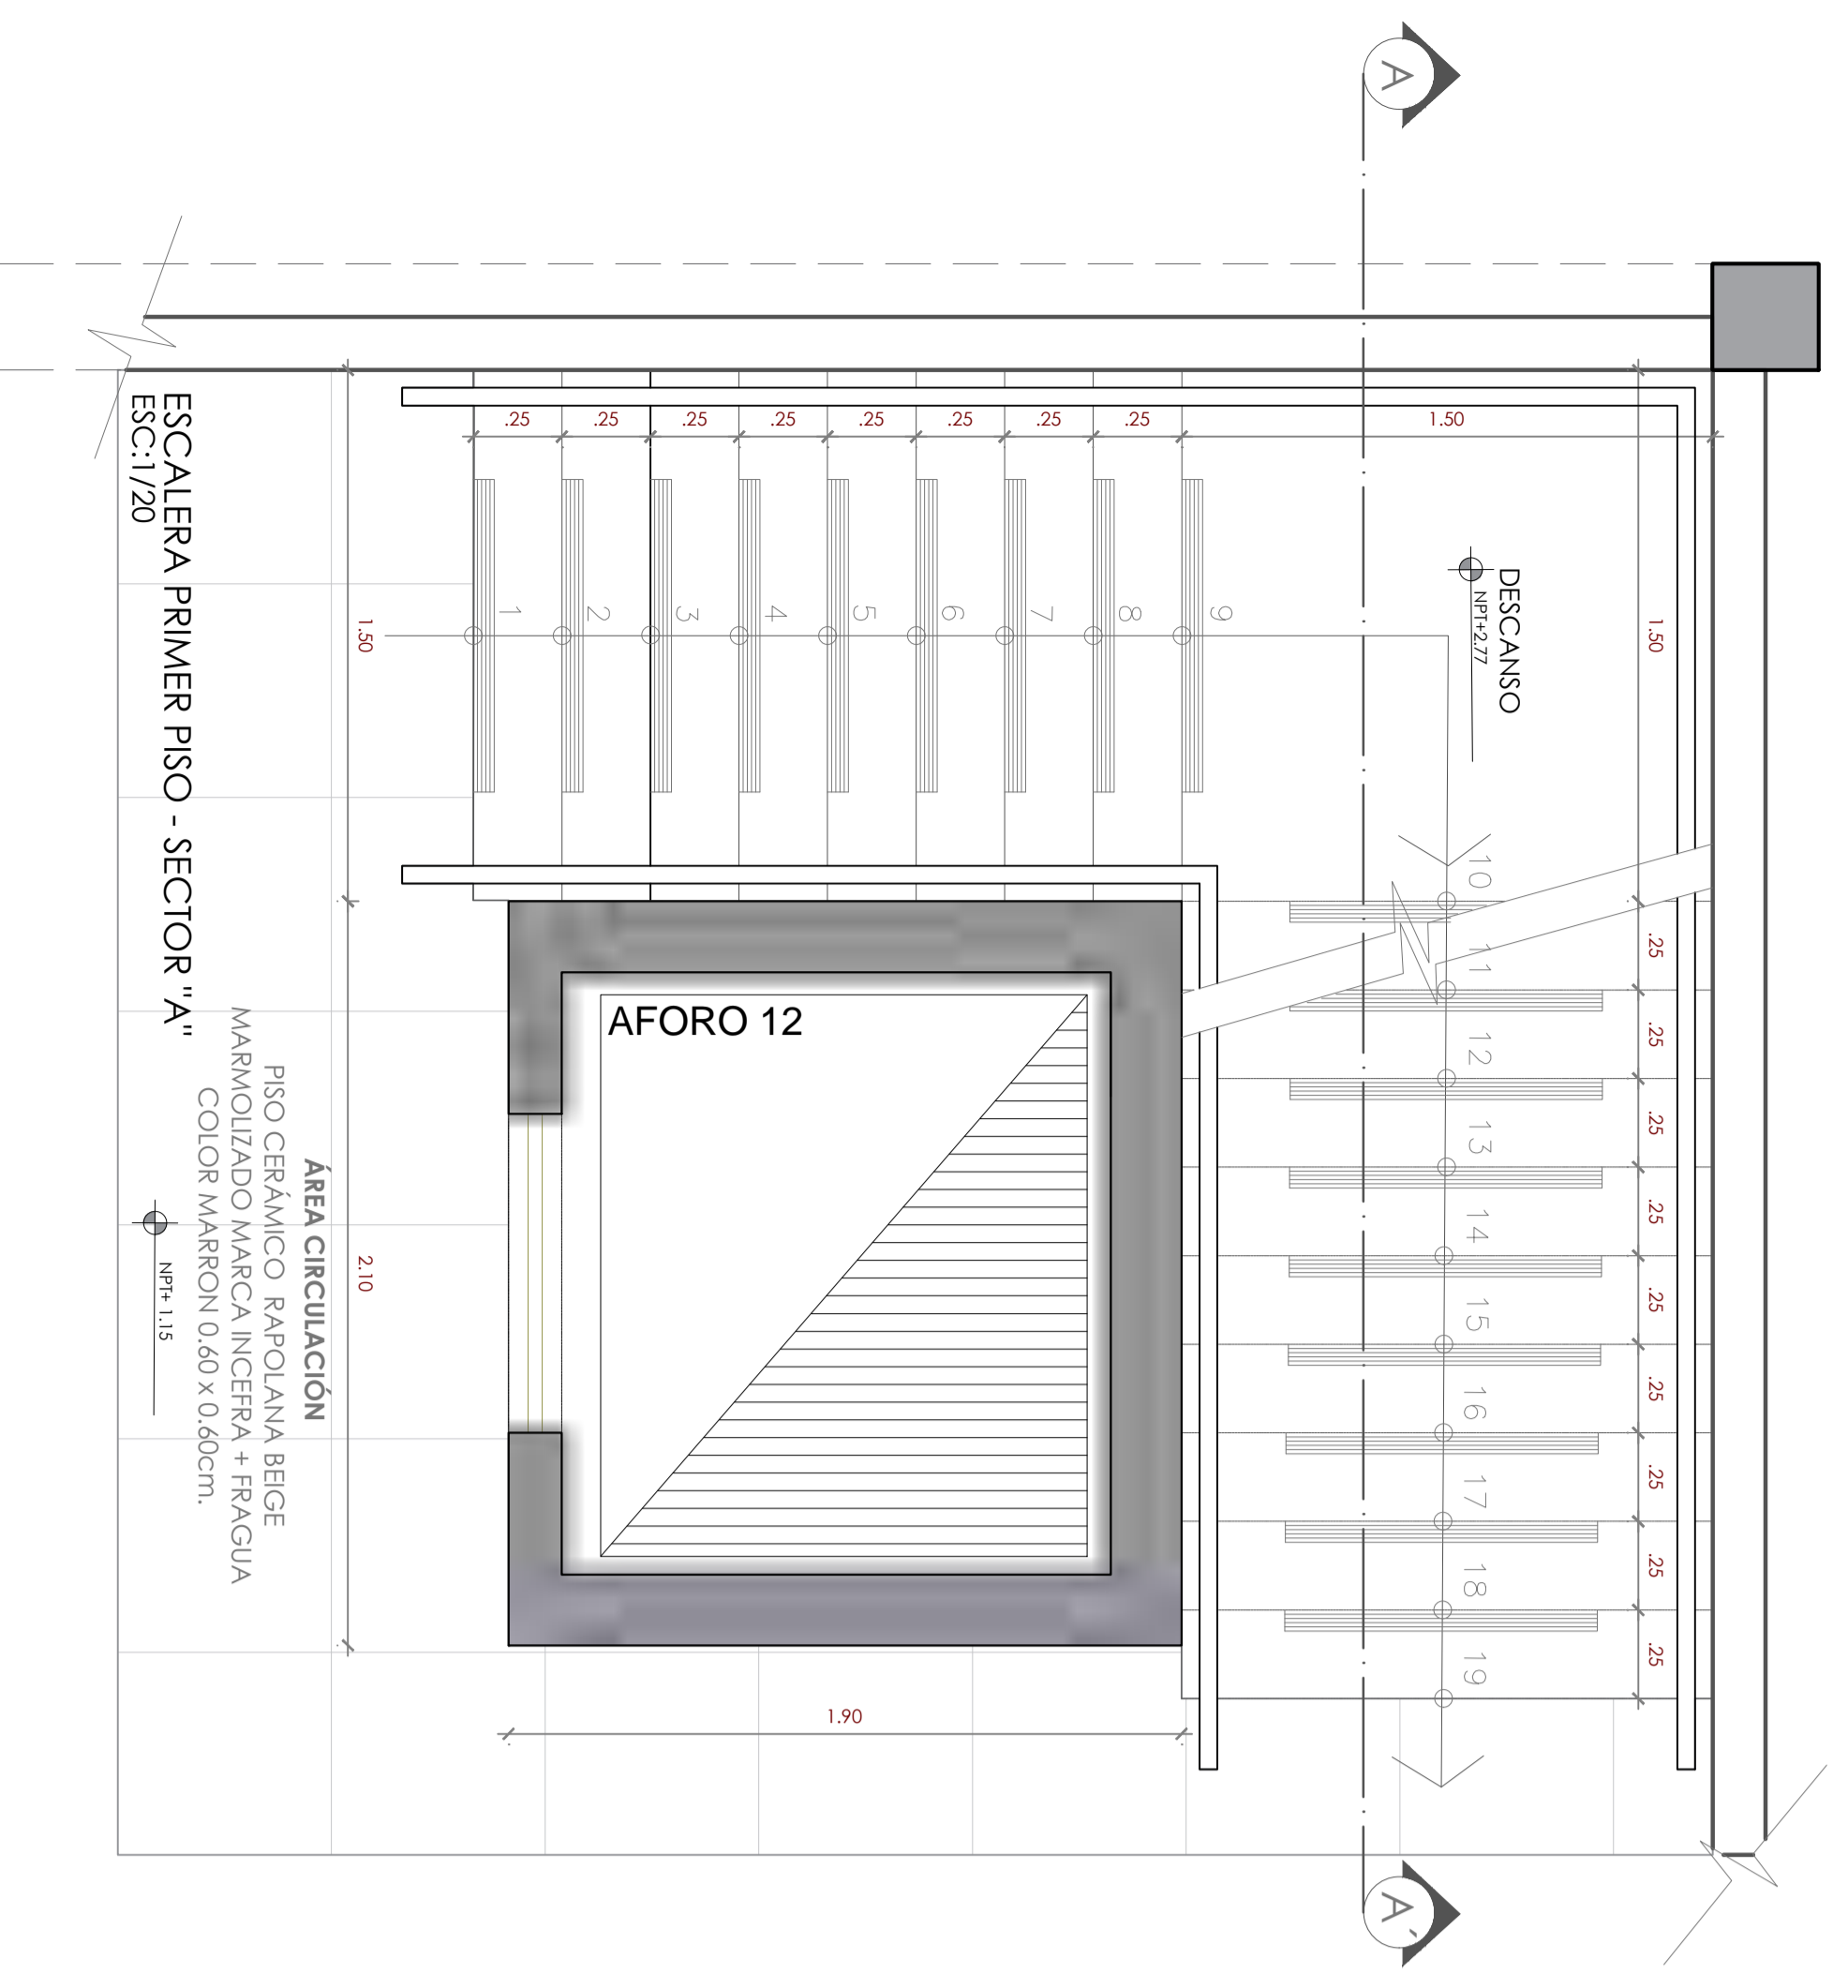 A
.25 .25 .25 .25 .25 .25 .25 .25 1.50
1 2 3 4 5 6 7 8 9
DESCANSO
NPT+2.77
1.50
10 11 12 13 14 15 16 17 18 19
.25 .25 .25 .25 .25 .25 .25 .25 .25
1.50
2.10
AFORO 12
1.90
ESCALERA PRIMER PISO - SECTOR "A"
ESC:1/20
ÁREA CIRCULACIÓN
PISO CERÁMICO RAPOLANA BEIGE
MARMOLIZADO MARCA INCEFRA + FRAGUA
COLOR MARRON 0.60 x 0.60cm.
NPT+ 1.15
A´